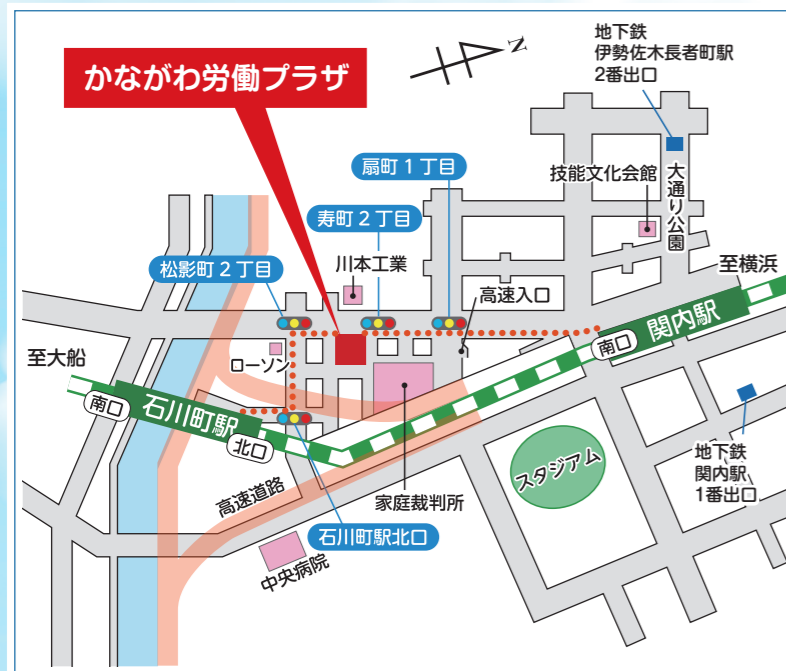 かながわ労働プラザ
N
地下鉄
伊勢佐木長者町駅
2番出口
技能文化会館
大通り公園
扇町1丁目
寿町2丁目
松影町2丁目
川本工業
高速入口
至横浜
関内駅
南口
ローソン
至大船
南口
石川町駅
北口
高速道路
家庭裁判所
スタジアム
地下鉄
関内駅
1番出口
石川町駅北口
中央病院